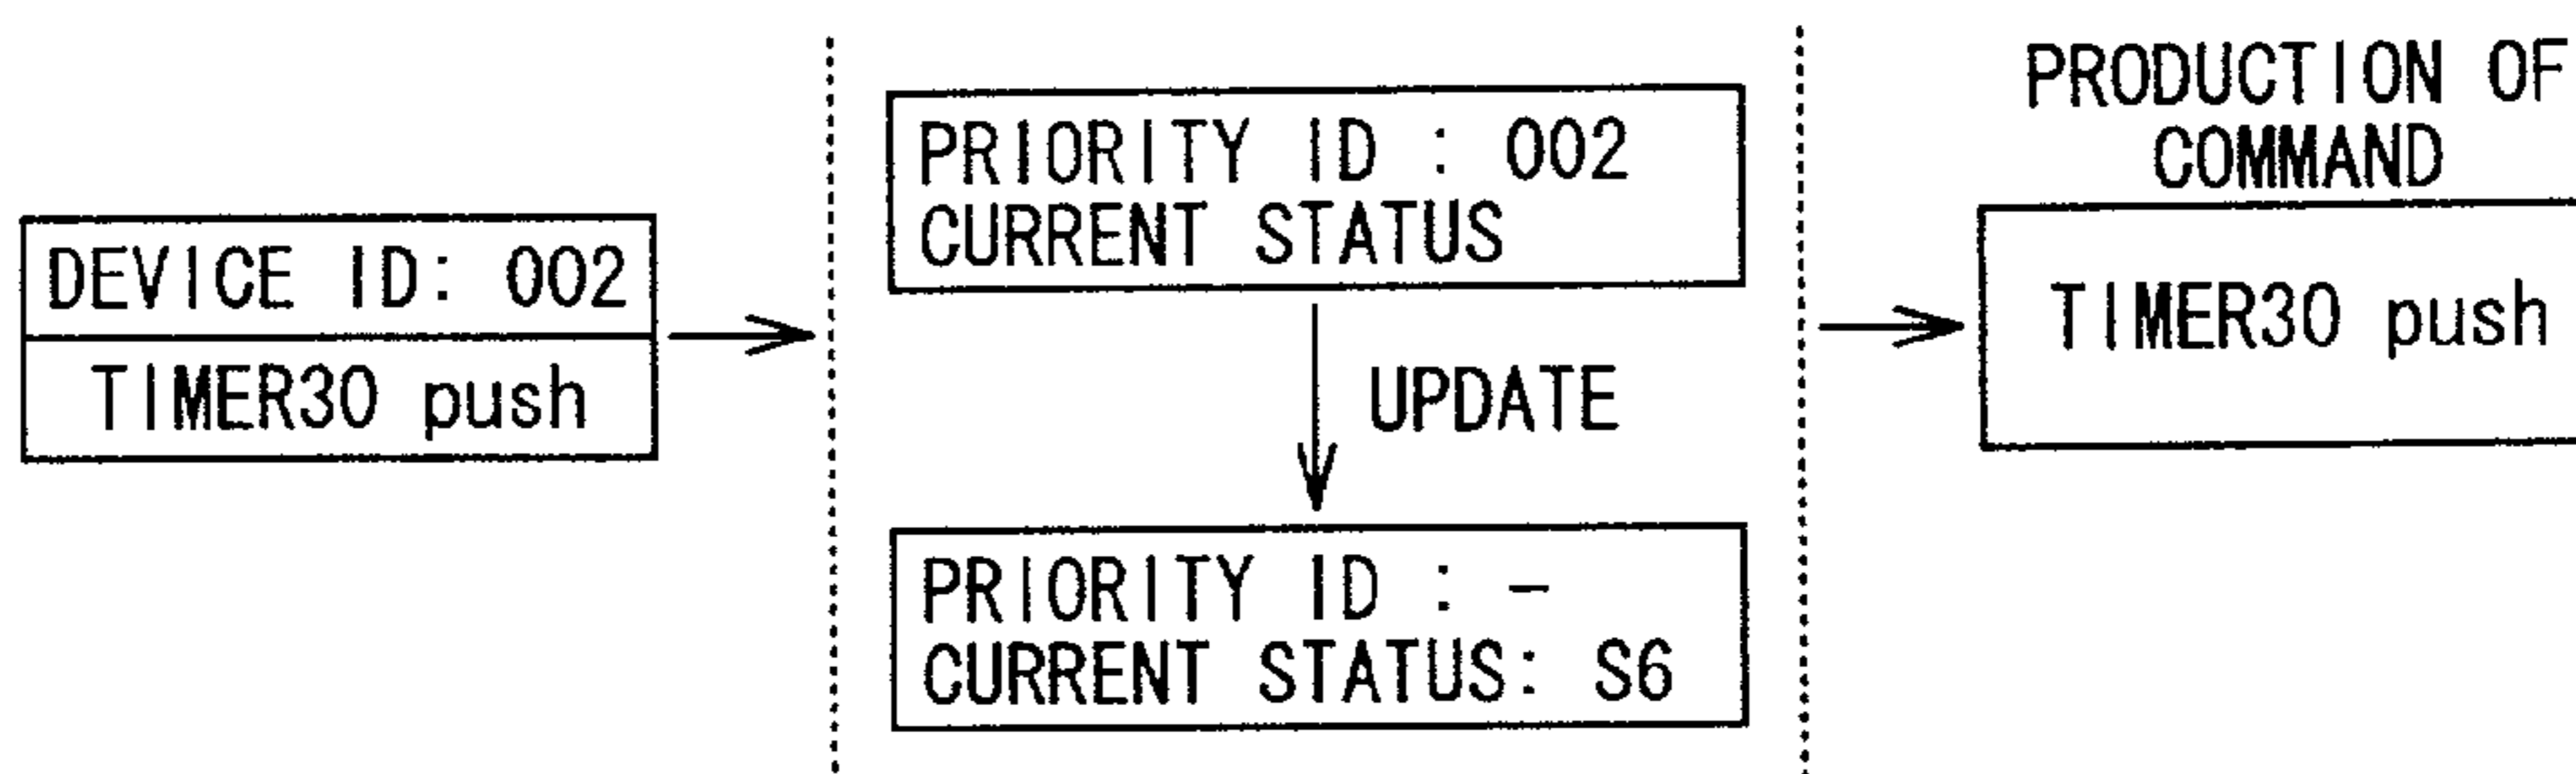 DEVICE ID: 002
TIMER30 push
PRIORITY ID : 002
CURRENT STATUS
UPDATE
PRIORITY ID : -
CURRENT STATUS: S6
PRODUCTION OF
COMMAND
TIMER30 push